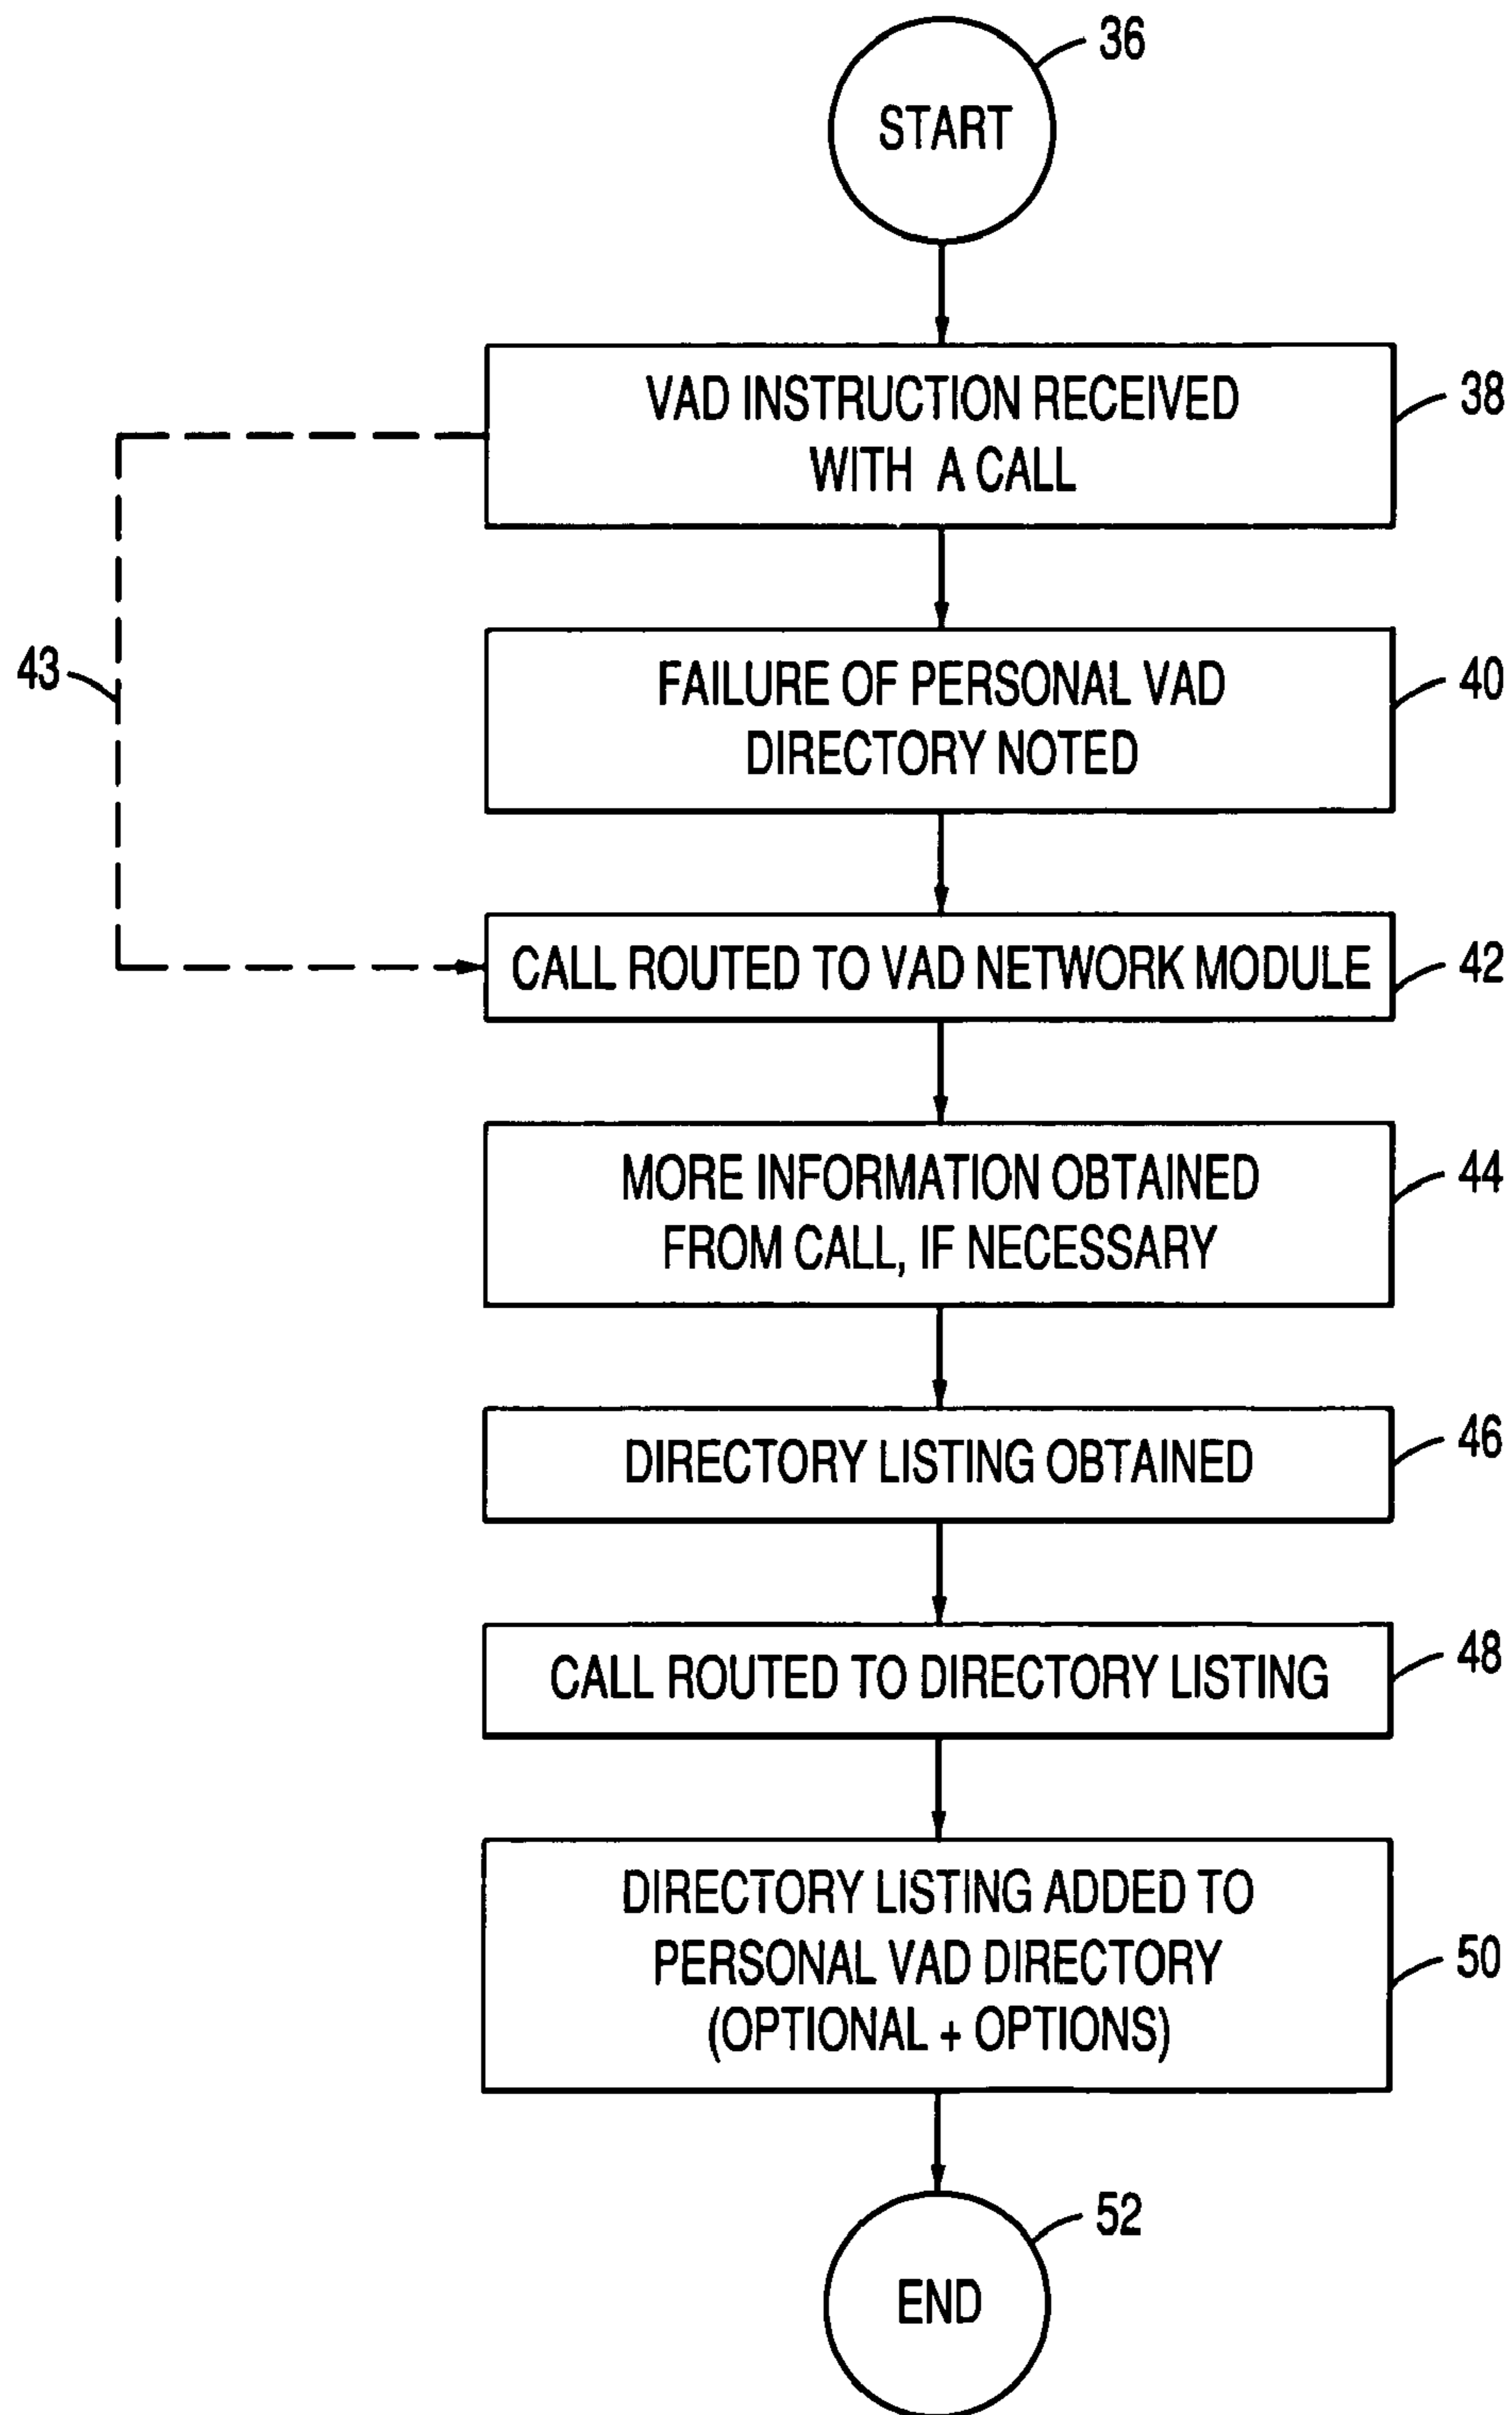 36
START
VAD INSTRUCTION RECEIVED
WITH A CALL
38
FAILURE OF PERSONAL VAD
DIRECTORY NOTED
40
43
CALL ROUTED TO VAD NETWORK MODULE
42
MORE INFORMATION OBTAINED
FROM CALL, IF NECESSARY
44
DIRECTORY LISTING OBTAINED
46
CALL ROUTED TO DIRECTORY LISTING
48
DIRECTORY LISTING ADDED TO
PERSONAL VAD DIRECTORY
(OPTIONAL + OPTIONS)
50
52
END